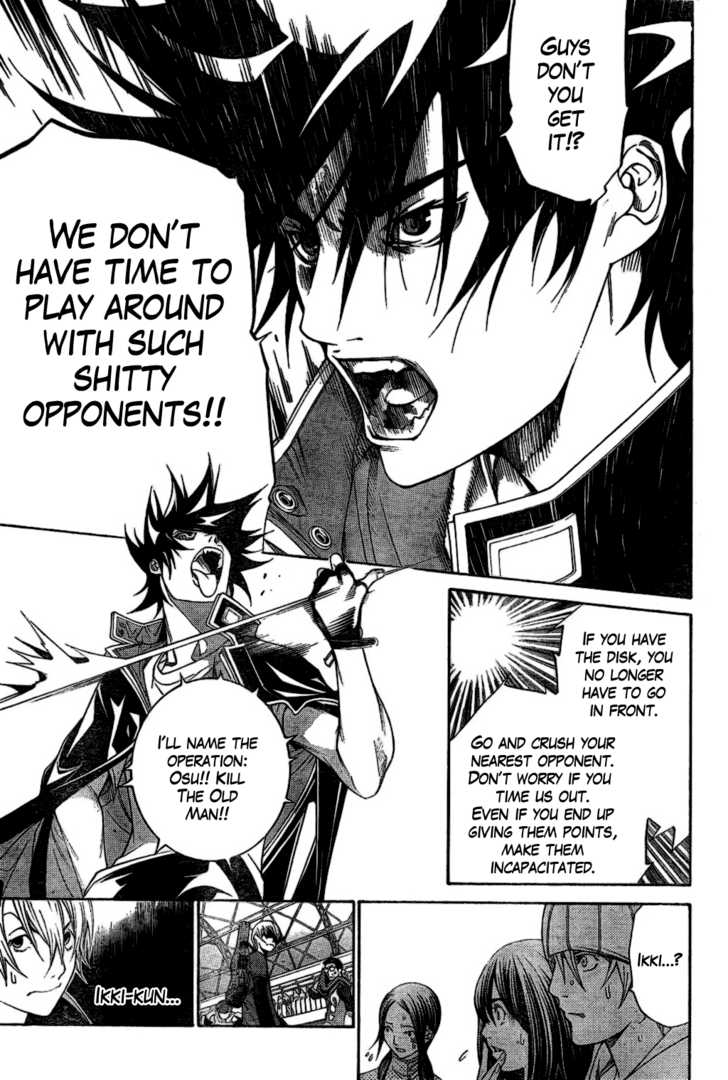 GUYS
DON'T
YOU
GET
IT!?
WE DON'T
HAVE TIME TO
PLAY AROUND
WITH SUCH
SHITTY
OPPONENTS!!
I'LL NAME THE
OPERATION:
OSU!! KILL
THE OLD
MAN!!
IF YOU HAVE
THE DISK, YOU
NO LONGER
HAVE TO GO
IN FRONT.
GO AND CRUSH YOUR
NEAREST OPPONENT.
DON'T WORRY IF YOU
TIME US OUT.
EVEN IF YOU END UP
GIVING THEM POINTS,
MAKE THEM
INCAPACITATED.
IKKI-KUN...
IKKI...?